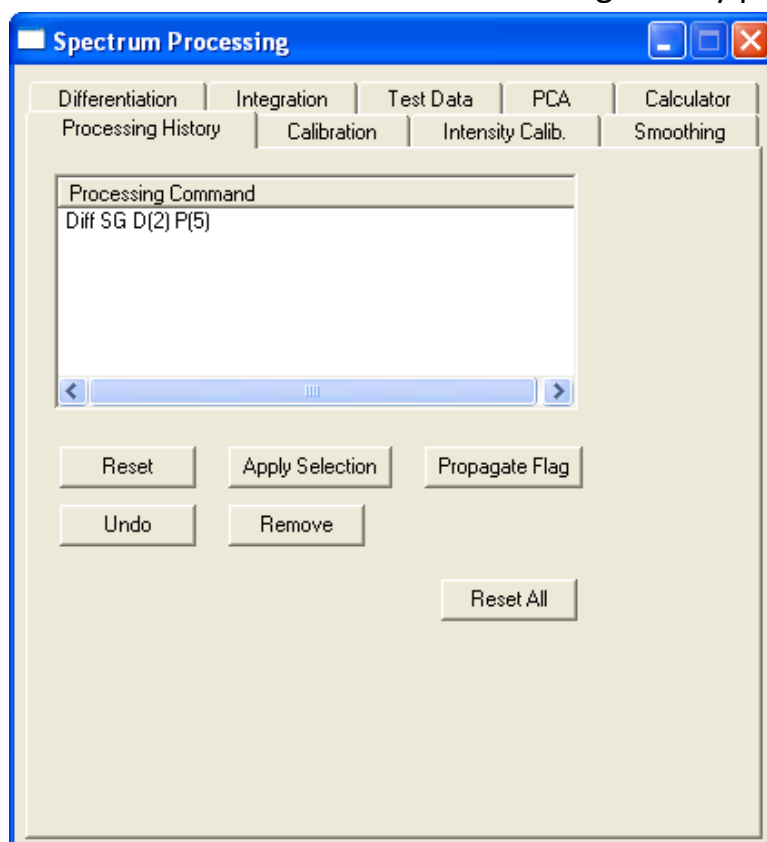 Spectrum Processing
Differentiation Integration Test Data PCA Calculator
Processing History Calibration Intensity Calib. Smoothing
Processing Command
Diff SG D(2) P(5)
Reset Apply Selection Propagate Flag
Undo Remove
Reset All